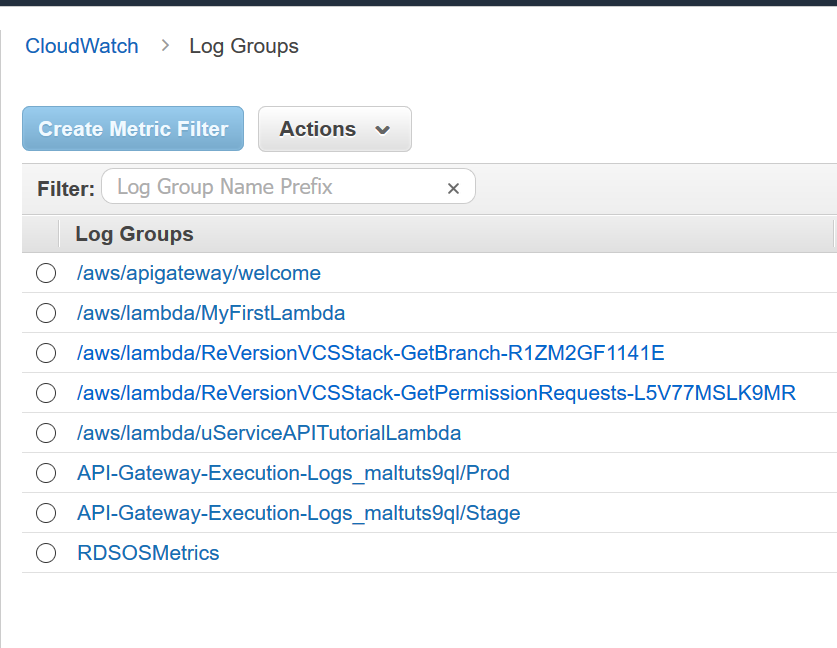 CloudWatch > Log Groups
Create Metric Filter Actions
Filter: Log Group Name Prefix ×
Log Groups
/aws/apigateway/welcome
/aws/lambda/MyFirstLambda
/aws/lambda/ReVersionVCSStack-GetBranch-R1ZM2GF1141E
/aws/lambda/ReVersionVCSStack-GetPermissionRequests-L5V77MSLK9MR
/aws/lambda/uServiceAPITutorialLambda
API-Gateway-Execution-Logs_maltuts9ql/Prod
API-Gateway-Execution-Logs_maltuts9ql/Stage
RDSOSMetrics